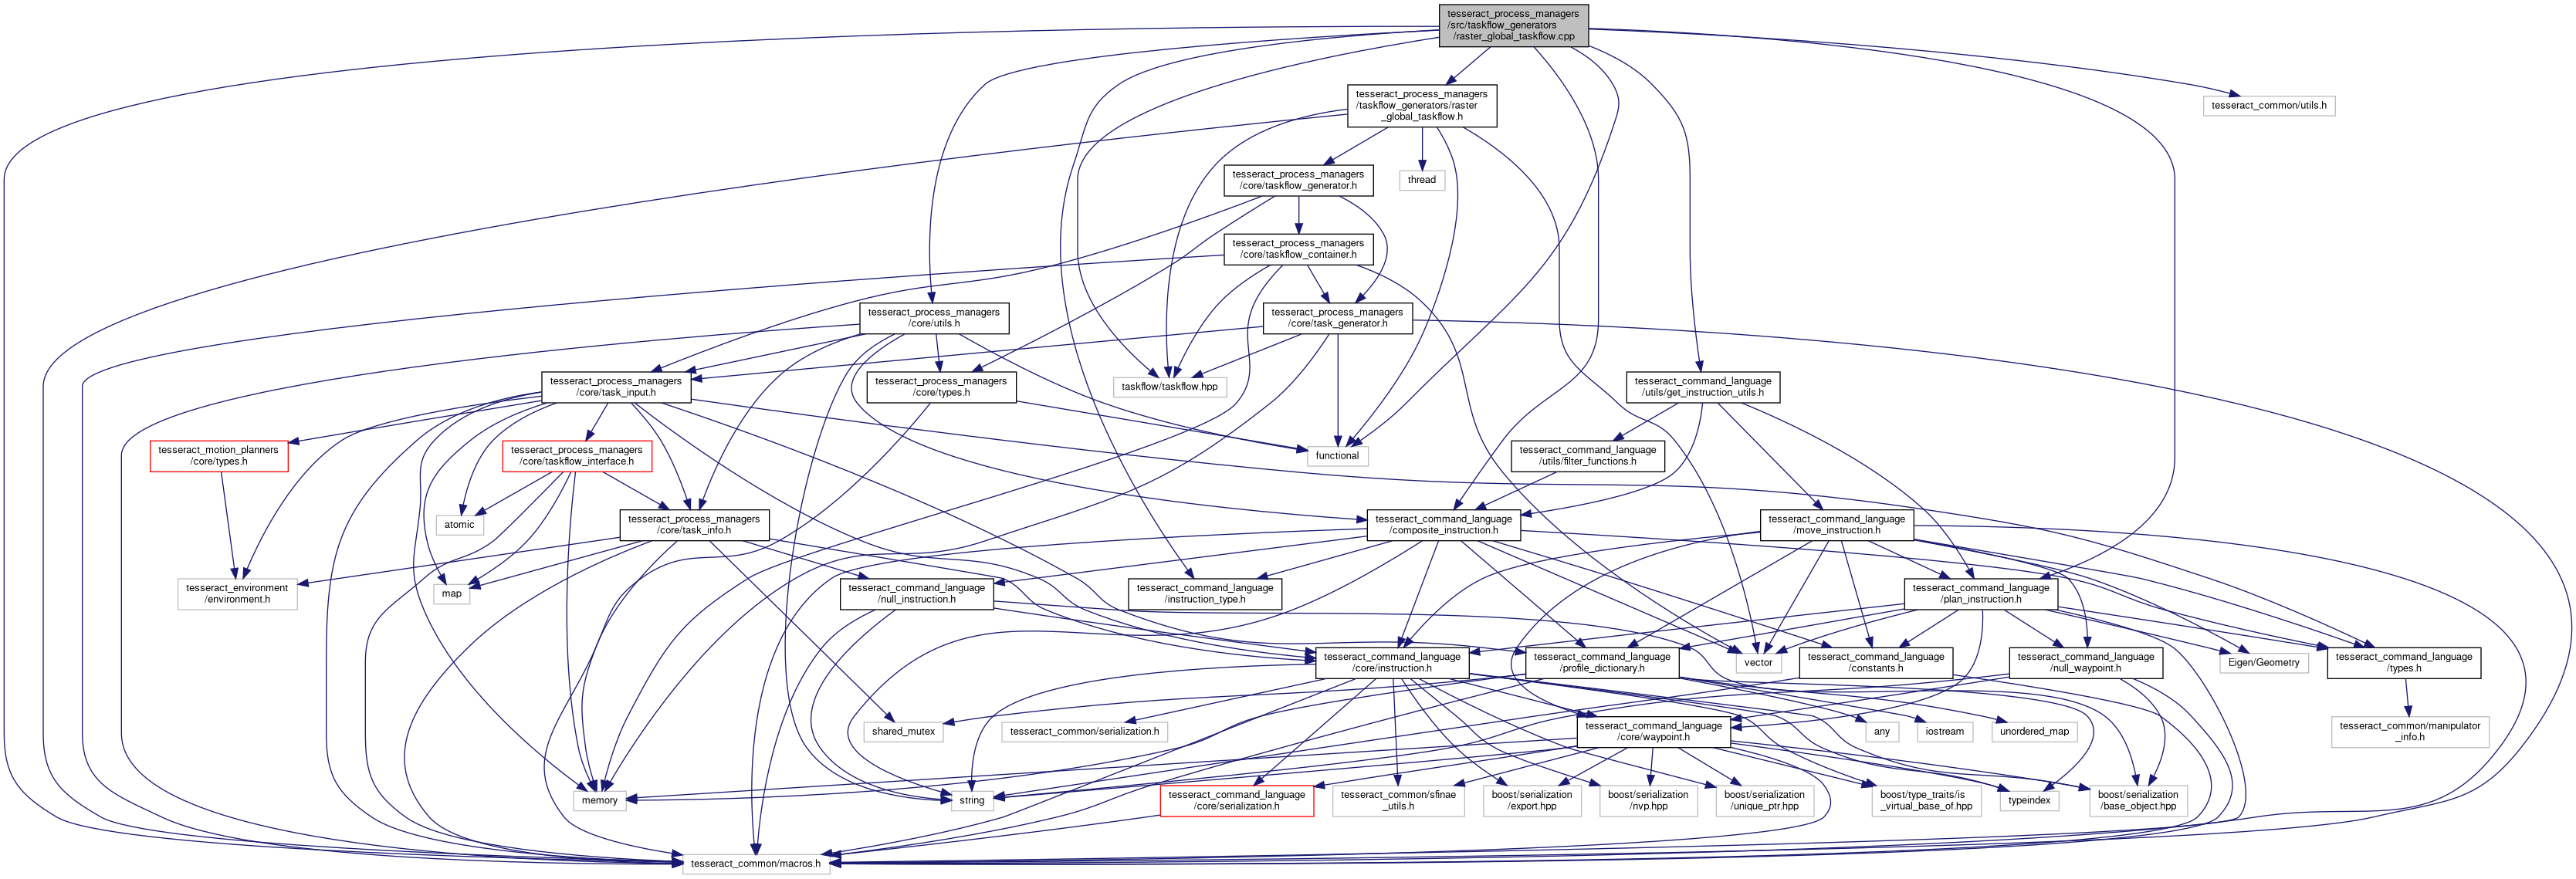 tesseract_process_managers
/src/taskflow_generators
/raster_global_taskflow.cpp
tesseract_process_managers
/taskflow_generators/raster
_global_taskflow.h
tesseract_common/utils.h
tesseract_process_managers
/core/taskflow_generator.h
thread
tesseract_process_managers
/core/taskflow_container.h
tesseract_process_managers
/core/utils.h
tesseract_process_managers
/core/task_generator.h
tesseract_process_managers
/core/task_input.h
tesseract_process_managers
/core/types.h
taskflow/taskflow.hpp
tesseract_command_language
/utils/get_instruction_utils.h
tesseract_motion_planners
/core/types.h
tesseract_process_managers
/core/taskflow_interface.h
functional
tesseract_command_language
/utils/filter_functions.h
atomic
tesseract_process_managers
/core/task_info.h
tesseract_command_language
/composite_instruction.h
tesseract_command_language
/move_instruction.h
tesseract_environment
/environment.h
map
tesseract_command_language
/null_instruction.h
tesseract_command_language
/instruction_type.h
tesseract_command_language
/plan_instruction.h
tesseract_command_language
/core/instruction.h
tesseract_command_language
/profile_dictionary.h
vector
tesseract_command_language
/constants.h
tesseract_command_language
/null_waypoint.h
Eigen/Geometry
tesseract_command_language
/types.h
shared_mutex
tesseract_common/serialization.h
tesseract_command_language
/core/waypoint.h
any
iostream
unordered_map
tesseract_common/manipulator
_info.h
memory
string
tesseract_command_language
/core/serialization.h
tesseract_common/sfinae
_utils.h
boost/serialization
/export.hpp
boost/serialization
/nvp.hpp
boost/serialization
/unique_ptr.hpp
boost/type_traits/is
_virtual_base_of.hpp
typeindex
boost/serialization
/base_object.hpp
tesseract_common/macros.h